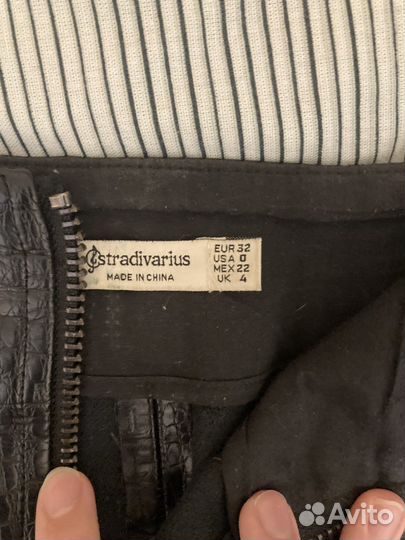 stradivarius
MADE IN CHINA
EUR 32
USA 0
MEX 22
UK 4
Avito